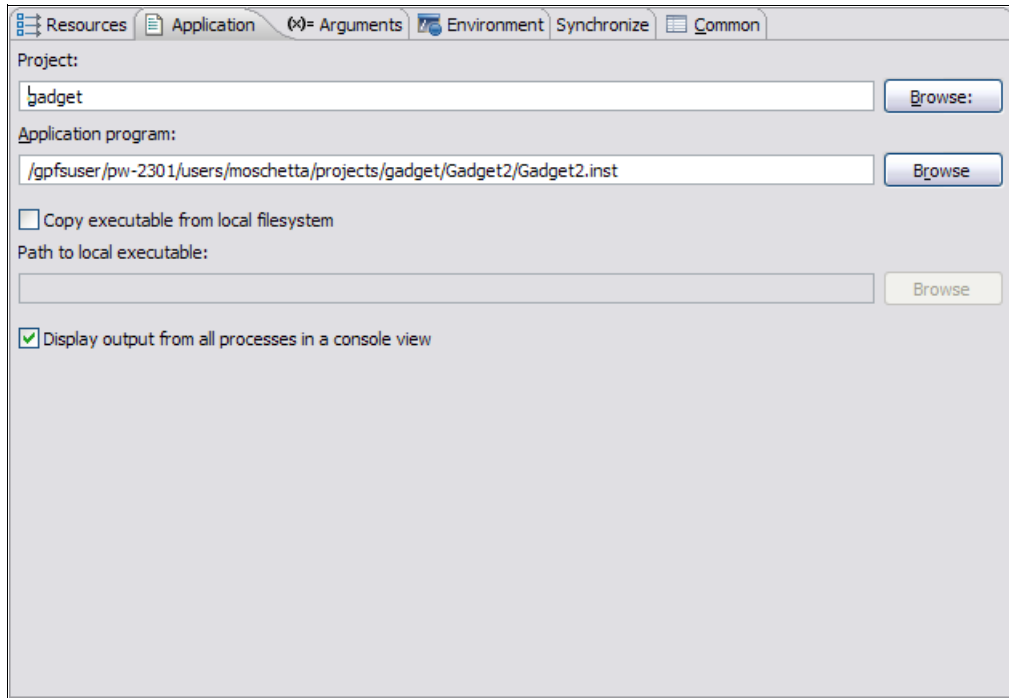 Resources Application (x)= Arguments Environment Synchronize Common
Project:
gadget Browse:
Application program:
/gpfsuser/pw-2301/users/moschetta/projects/gadget/Gadget2/Gadget2.inst Browse
Copy executable from local filesystem
Path to local executable:
Browse
Display output from all processes in a console view